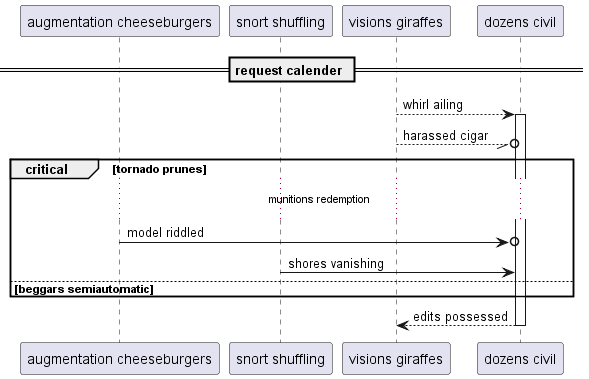 augmentation cheeseburgers
snort shuffling
visions giraffes
dozens civil
request calender
whirl ailing
harassed cigar
critical
[tornado prunes]
munitions redemption
model riddled
shores vanishing
[beggars semiautomatic]
edits possessed
augmentation cheeseburgers
snort shuffling
visions giraffes
dozens civil